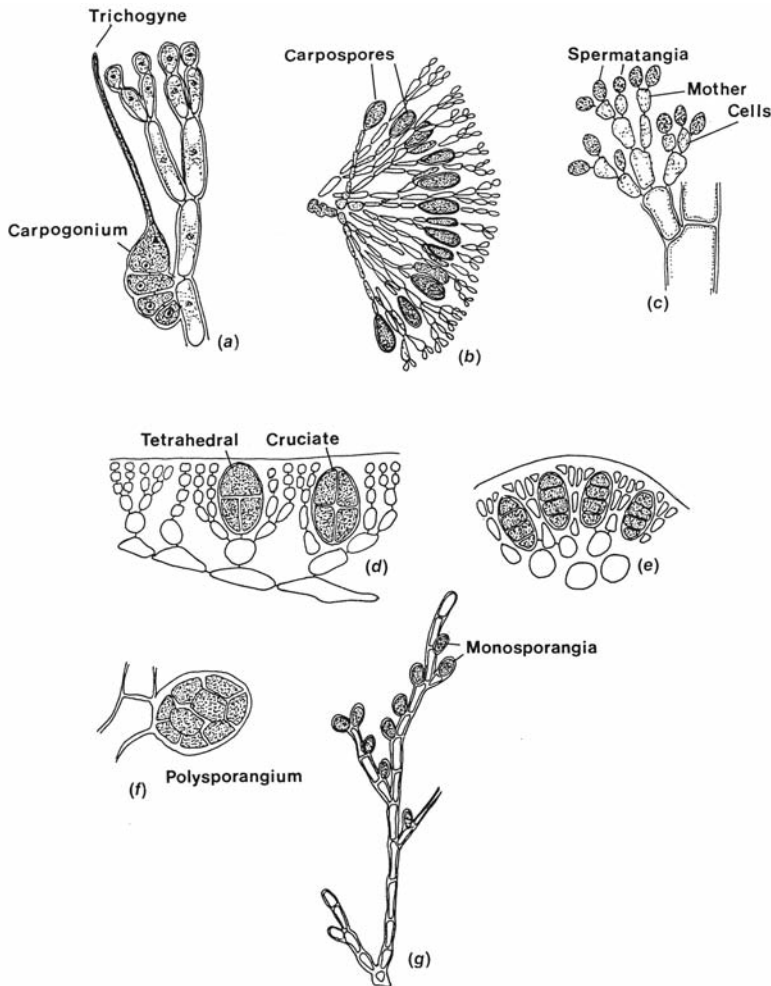 Trichogyne
Carpogonium
(a)
Carpospores
(b)
Spermatangia
Mother
Cells
(c)
Tetrahedral
Cruciate
(d)
(e)
Polysporangium
(f)
Monosporangia
(g)